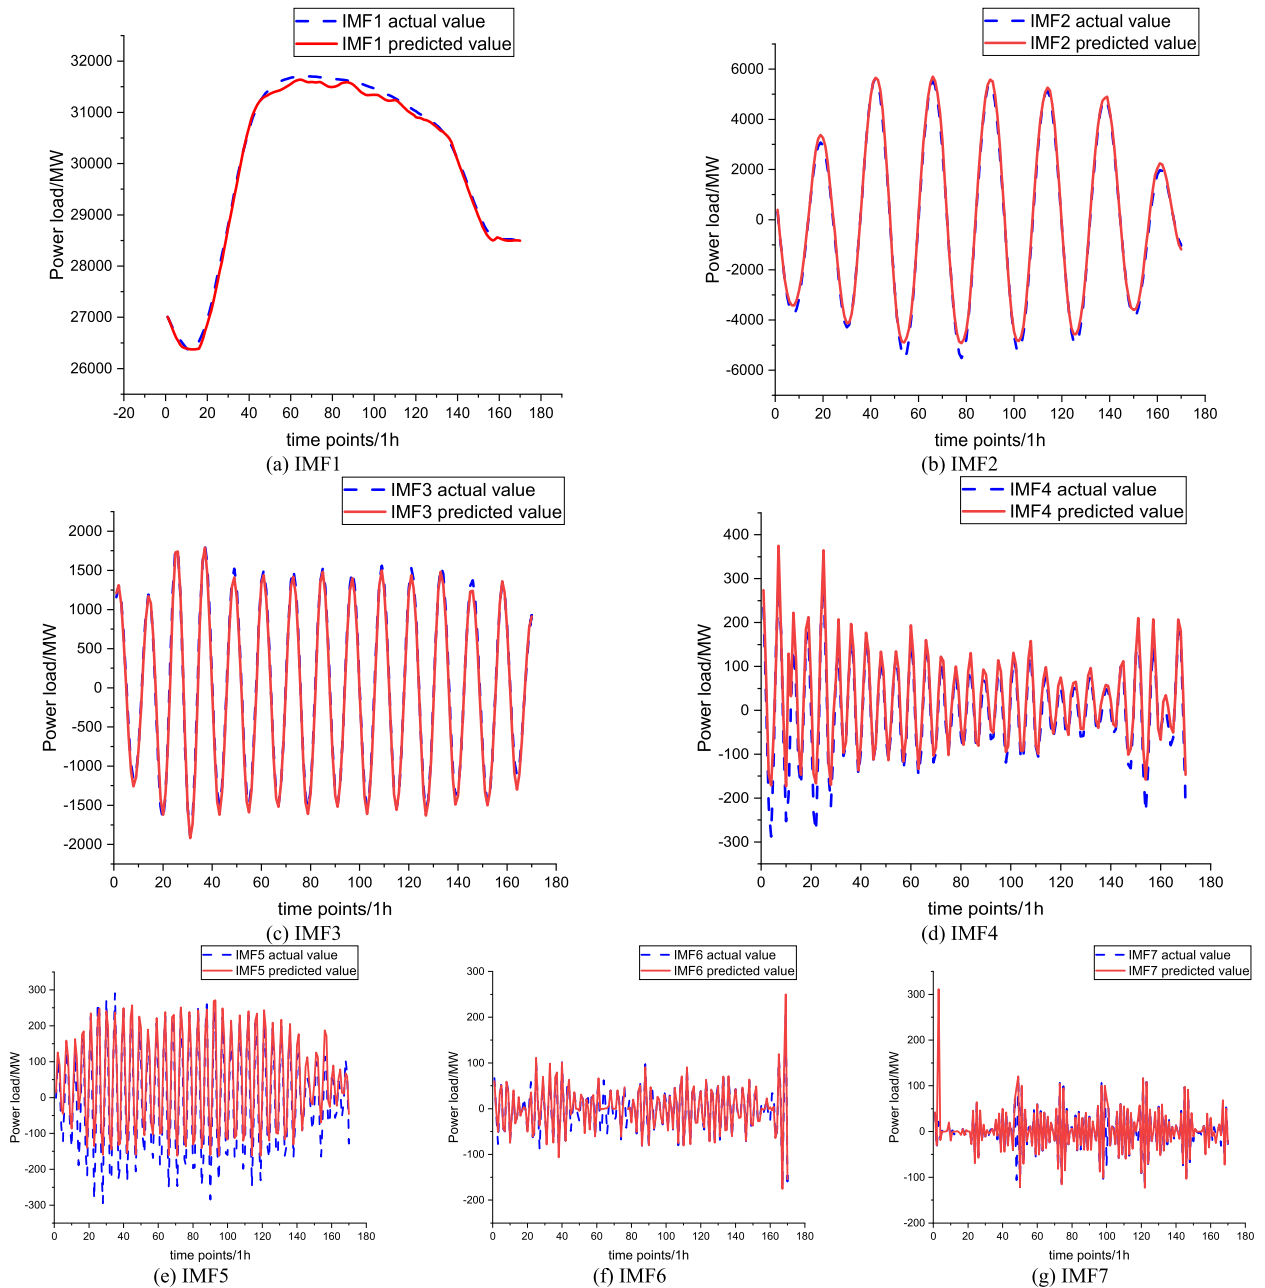 IMF1 actual value
IMF1 predicted value
32000
31000
30000
29000
28000
27000
26000
Power load/MW
-20 0 20 40 60 80 100 120 140 160 180
time points/1h
(a) IMF1
IMF2 actual value
IMF2 predicted value
6000
4000
2000
0
-2000
-4000
-6000
Power load/MW
0 20 40 60 80 100 120 140 160 180
time points/1h
(b) IMF2
IMF3 actual value
IMF3 predicted value
2000
1500
1000
500
0
-500
-1000
-1500
-2000
Power load/MW
0 20 40 60 80 100 120 140 160 180
time points/1h
(c) IMF3
IMF4 actual value
IMF4 predicted value
400
300
200
100
0
-100
-200
-300
Power load/MW
0 20 40 60 80 100 120 140 160 180
time points/1h
(d) IMF4
IMF5 actual value
IMF5 predicted value
300
200
100
0
-100
-200
-300
Power load/MW
0 20 40 60 80 100 120 140 160 180
time points/1h
(e) IMF5
IMF6 actual value
IMF6 predicted value
300
200
100
0
-100
-200
Power load/MW
0 20 40 60 80 100 120 140 160 180
time points/1h
(f) IMF6
IMF7 actual value
IMF7 predicted value
300
200
100
0
-100
-200
Power load/MW
0 20 40 60 80 100 120 140 160 180
time points/1h
(g) IMF7